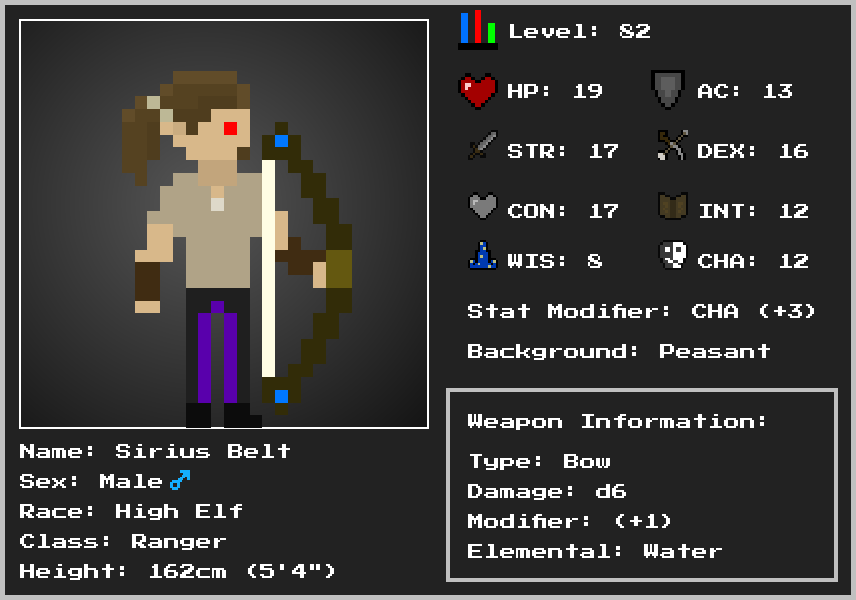 Level: 82
HP: 19 AC: 13
STR: 17 DEX: 16
CON: 17 INT: 12
WIS: 8 CHA: 12
Stat Modifier: CHA (+3)
Background: Peasant
Weapon Information:
Type: Bow
Damage: d6
Modifier: (+1)
Elemental: Water
Name: Sirius Belt
Sex: Male♂
Race: High Elf
Class: Ranger
Height: 162cm (5'4")